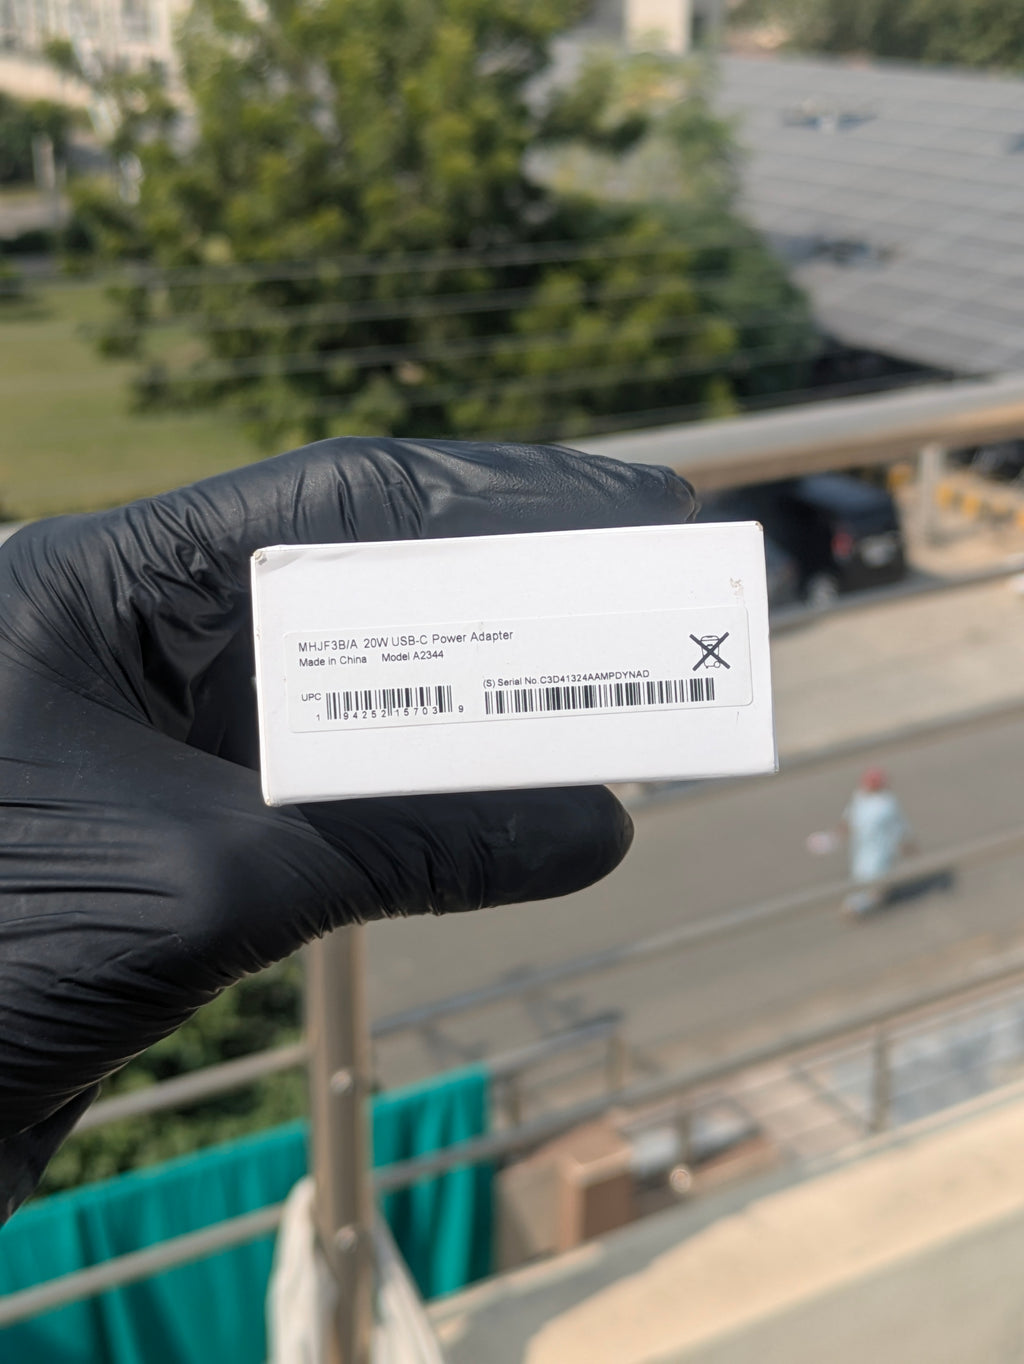 MHJF3B/A 20W USB-C Power Adapter
Made in China Model A2344
UPC
1 94252 15703 9
(S) Serial No.C3D41324AAMPDYNAD